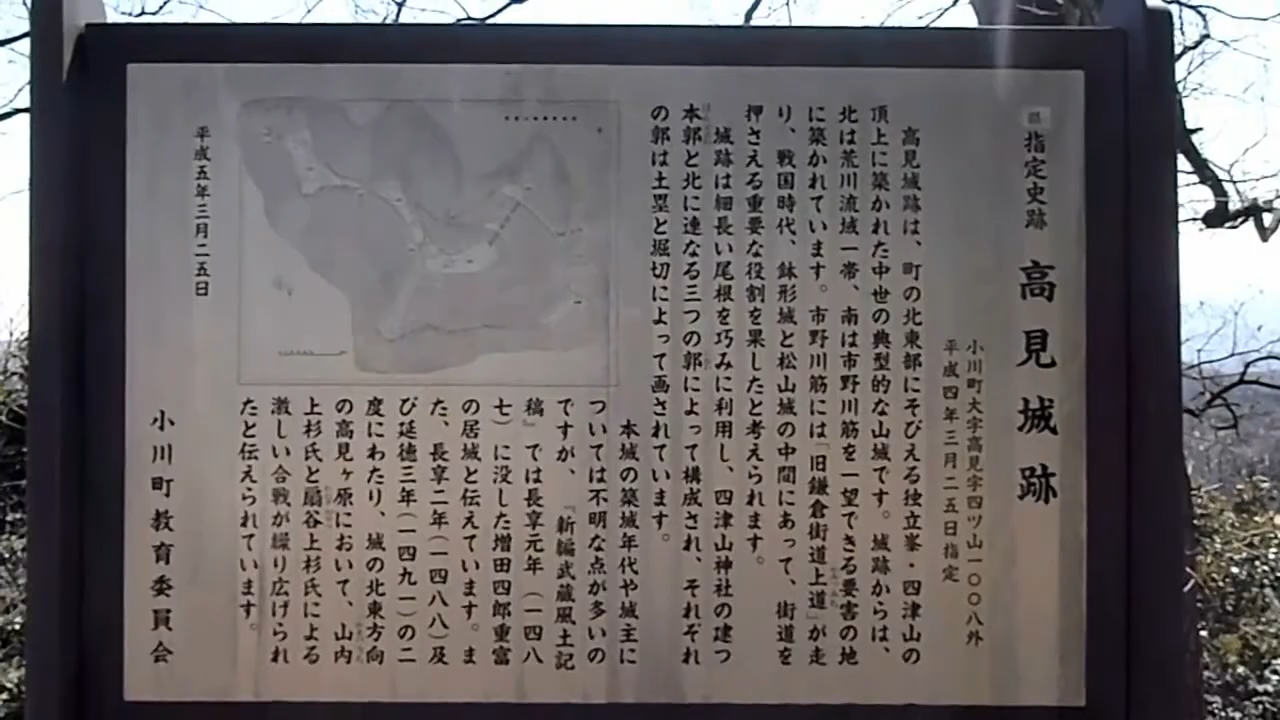 県指定史跡 高見城跡
小川町大字高見字四ツ山一〇〇八外
平成四年三月二五日指定
高見城跡は、町の北東部にそびえる独立峯・四津山の
頂上に築かれた中世の典型的な山城です。城跡からは、
北は荒川流域一帯、南は市野川筋を一望できる要害の地
に築かれています。市野川筋には「旧鎌倉街道上道」が走
り、戦国時代、鉢形城と松山城の中間にあって、街道を
押さえる重要な役割を果したと考えられます。
城跡は細長い尾根を巧みに利用し、四津山神社の建つ
本郭と北に連なる三つの郭によって構成され、それぞれ
の郭は土塁と堀切によって画されています。
本城の築城年代や城主に
ついては不明な点が多いの
ですが、『新編武蔵風土記
稿』では長享元年（一四八
七）に没した増田四郎重富
の居城と伝えています。ま
た、長享二年（一四八八）及
び延徳三年（一四九一）の二
度にわたり、城の北東方向
の高見ヶ原において、山内
上杉氏と扇谷上杉氏による
激しい合戦が繰り広げられ
たと伝えられています。
平成五年三月二五日
小川町教育委員会